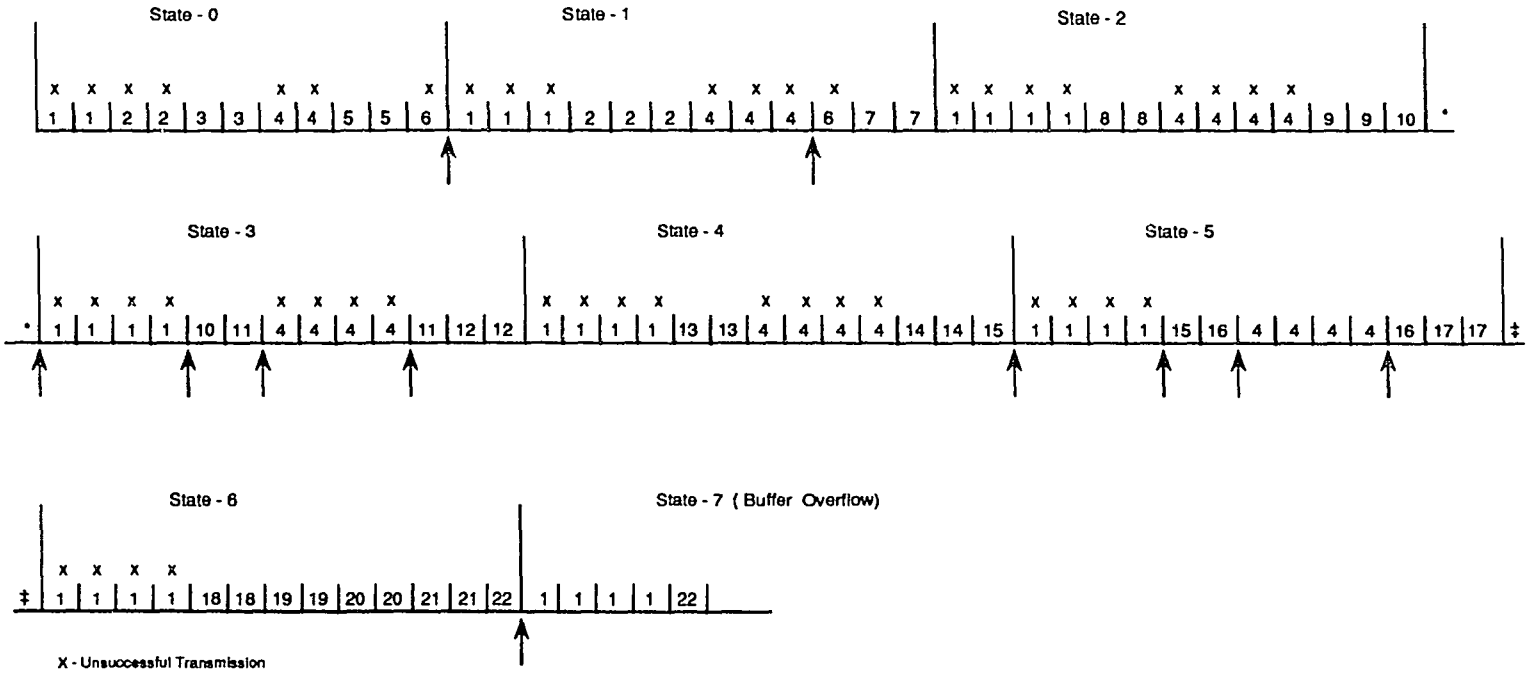 State - 0 State - 1 State - 2
x x x x x x x x x x x x x x x x x x x x x x x
1 1 2 2 3 3 4 4 5 5 6 1 1 1 2 2 2 4 4 4 6 7 7 1 1 1 1 8 8 4 4 4 4 9 9 10 *
State - 3 State - 4 State - 5
x x x x x x x x x x x x x x x x x x x x
* 1 1 1 1 10 11 4 4 4 4 11 12 12 1 1 1 1 13 13 4 4 4 4 14 14 15 1 1 1 1 15 16 4 4 4 4 16 17 17 ‡
State - 6 State - 7 ( Buffer Overflow)
x x x x
‡ 1 1 1 1 18 18 19 19 20 20 21 21 22 1 1 1 1 22
X - Unsuccessful Transmission